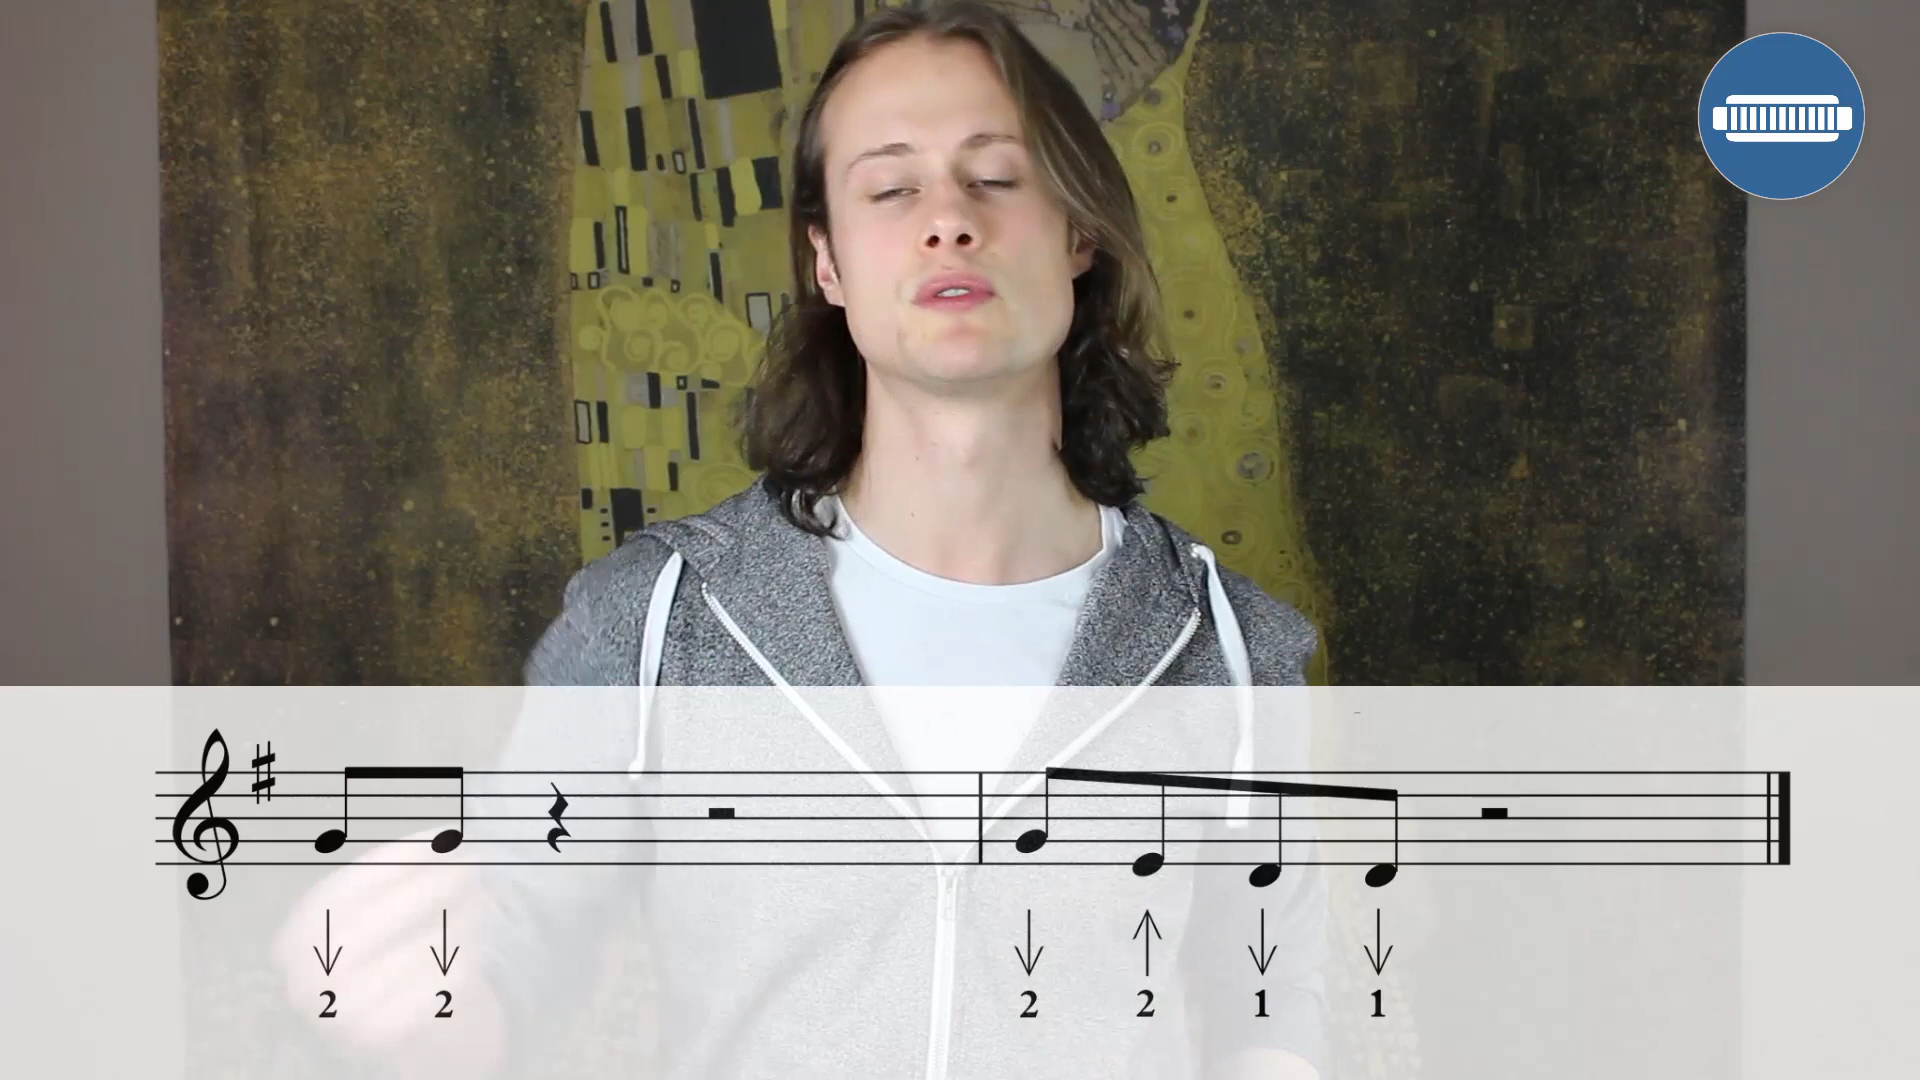 ↓ ↓ ↓ ↑ ↓ ↓
2 2 2 2 1 1